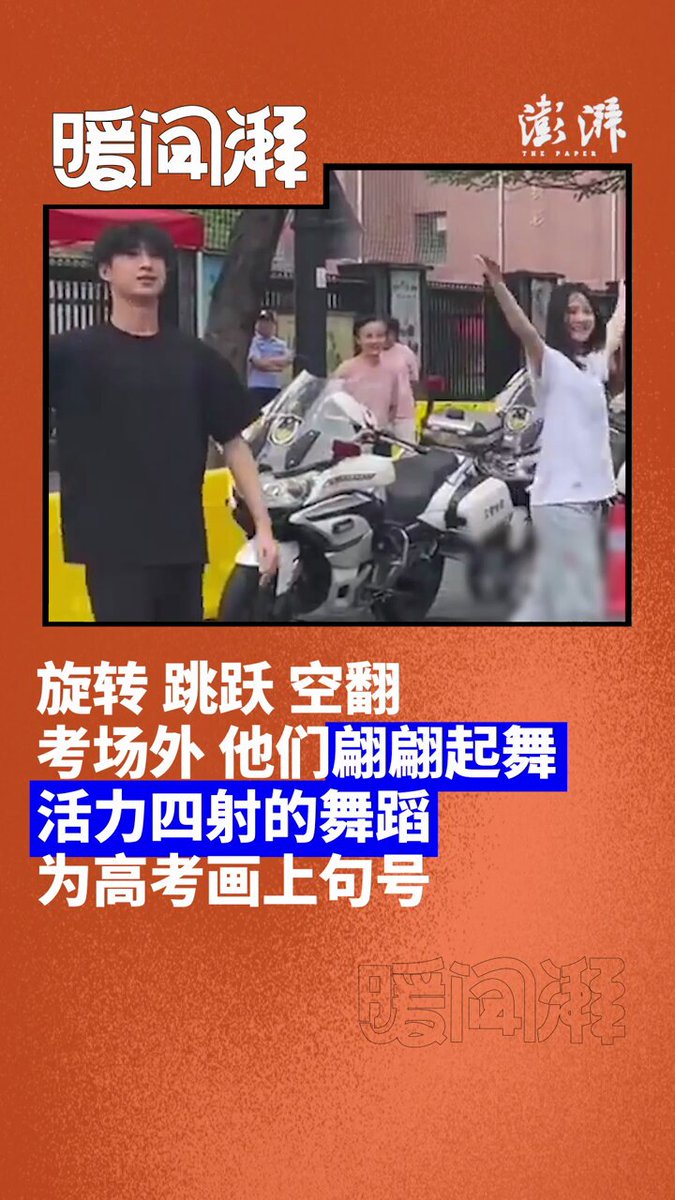 暖闻湃
澎湃
THE PAPER
旋转 跳跃 空翻
考场外 他们翩翩起舞
活力四射的舞蹈
为高考画上句号
暖闻湃